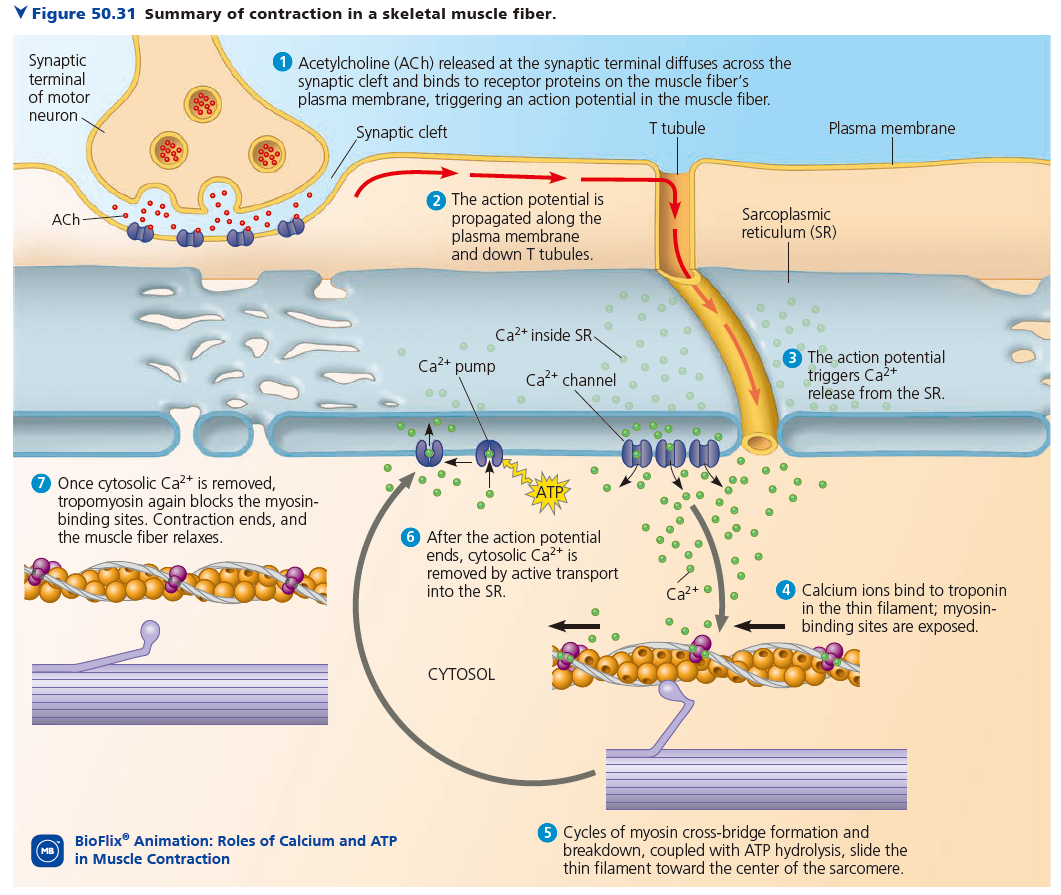 Figure 50.31 Summary of contraction in a skeletal muscle fiber.
Synaptic
terminal
of motor
neuron
1 Acetylcholine (ACh) released at the synaptic terminal diffuses across the
synaptic cleft and binds to receptor proteins on the muscle fiber's
plasma membrane, triggering an action potential in the muscle fiber.
Synaptic cleft
T tubule
Plasma membrane
ACh
2 The action potential is
propagated along the
plasma membrane
and down T tubules.
Sarcoplasmic
reticulum (SR)
Ca2+ inside SR
Ca2+ pump
Ca2+ channel
3 The action potential
triggers Ca2+
release from the SR.
ATP
7 Once cytosolic Ca2+ is removed,
tropomyosin again blocks the myosin-
binding sites. Contraction ends, and
the muscle fiber relaxes.
6 After the action potential
ends, cytosolic Ca2+ is
removed by active transport
into the SR.
Ca2+
4 Calcium ions bind to troponin
in the thin filament; myosin-
binding sites are exposed.
CYTOSOL
5 Cycles of myosin cross-bridge formation and
breakdown, coupled with ATP hydrolysis, slide the
thin filament toward the center of the sarcomere.
MB
BioFlix® Animation: Roles of Calcium and ATP
in Muscle Contraction